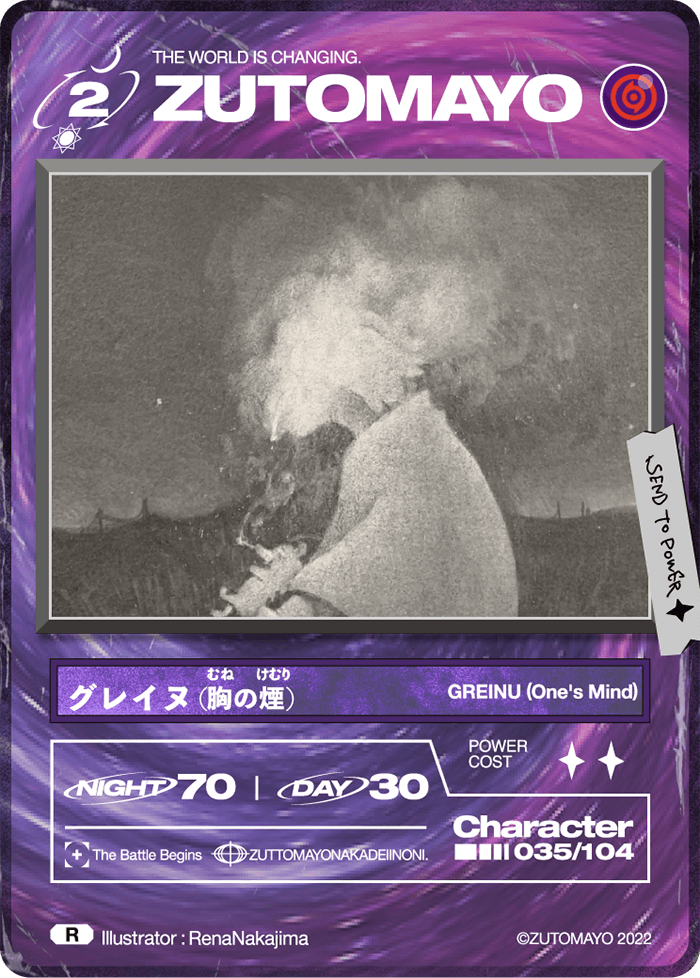 THE WORLD IS CHANGING.
2
ZUTOMAYO
SEND TO POWER
むね けむり
グレイヌ(胸の煙)
GREINU (One's Mind)
POWER
COST
NIGHT 70 | DAY 30
Character
035/104
The Battle Begins
ZUTTOMAYONAKADEIINONI.
R
Illustrator : RenaNakajima
©ZUTOMAYO 2022